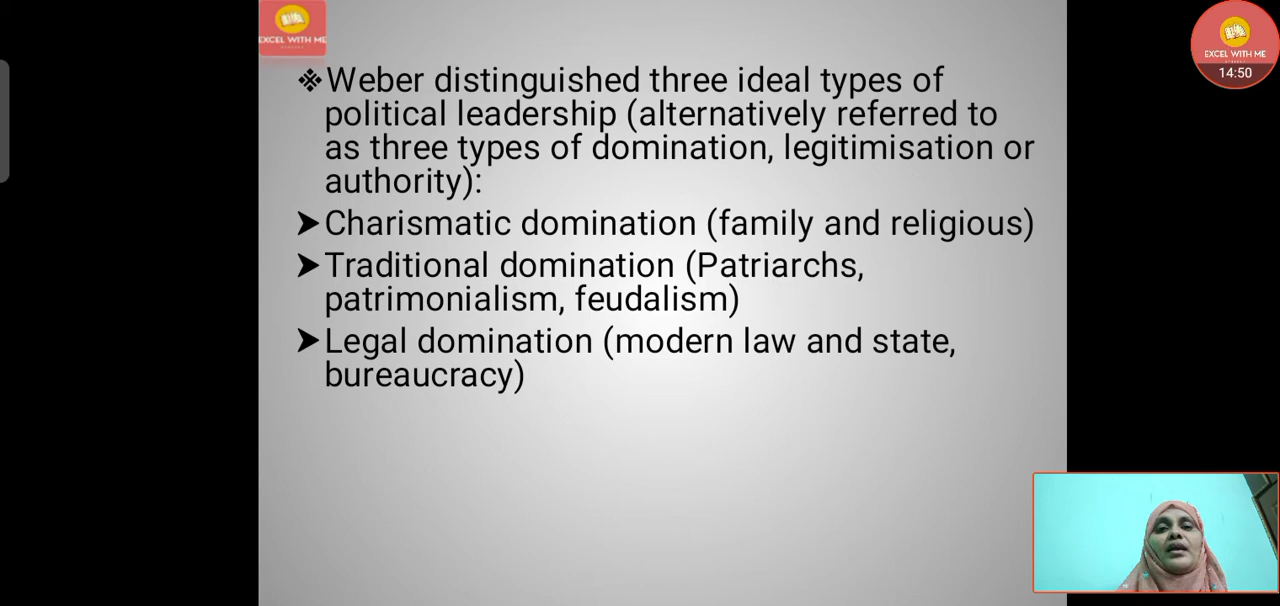 EXCEL WITH ME
EXCEL WITH ME
14:50
❖Weber distinguished three ideal types of
political leadership (alternatively referred to
as three types of domination, legitimisation or
authority):
➤Charismatic domination (family and religious)
➤Traditional domination (Patriarchs,
patrimonialism, feudalism)
➤Legal domination (modern law and state,
bureaucracy)